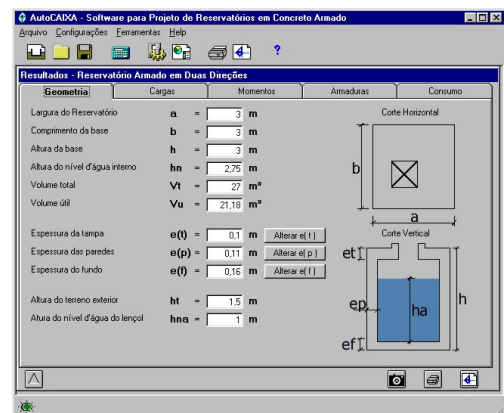 AutoCAIXA - Software para Projeto de Reservatórios em Concreto Armado
Arquivo Configurações Ferramentas Help
Resultados - Reservatório Armado em Duas Direções
Geometria Cargas Momentos Armaduras Consumo
Largura do Reservatório a = 3 m
Comprimento da base b = 3 m
Altura da base h = 3 m
Altura do nível d'água interno hn = 2,75 m
Volume total Vt = 27 m³
Volume útil Vu = 21,18 m³
Espessura da tampa e(t) = 0,1 m Alterar e( t )
Espessura das paredes e(p) = 0,11 m Alterar e( p )
Espessura do fundo e(f) = 0,16 m Alterar e( f )
Altura do terreno exterior ht = 1,5 m
Atura do nível d'água do lençol hna = 1 m
Corte Horizontal
b
a
Corte Vertical
et
ep
ha
h
ef